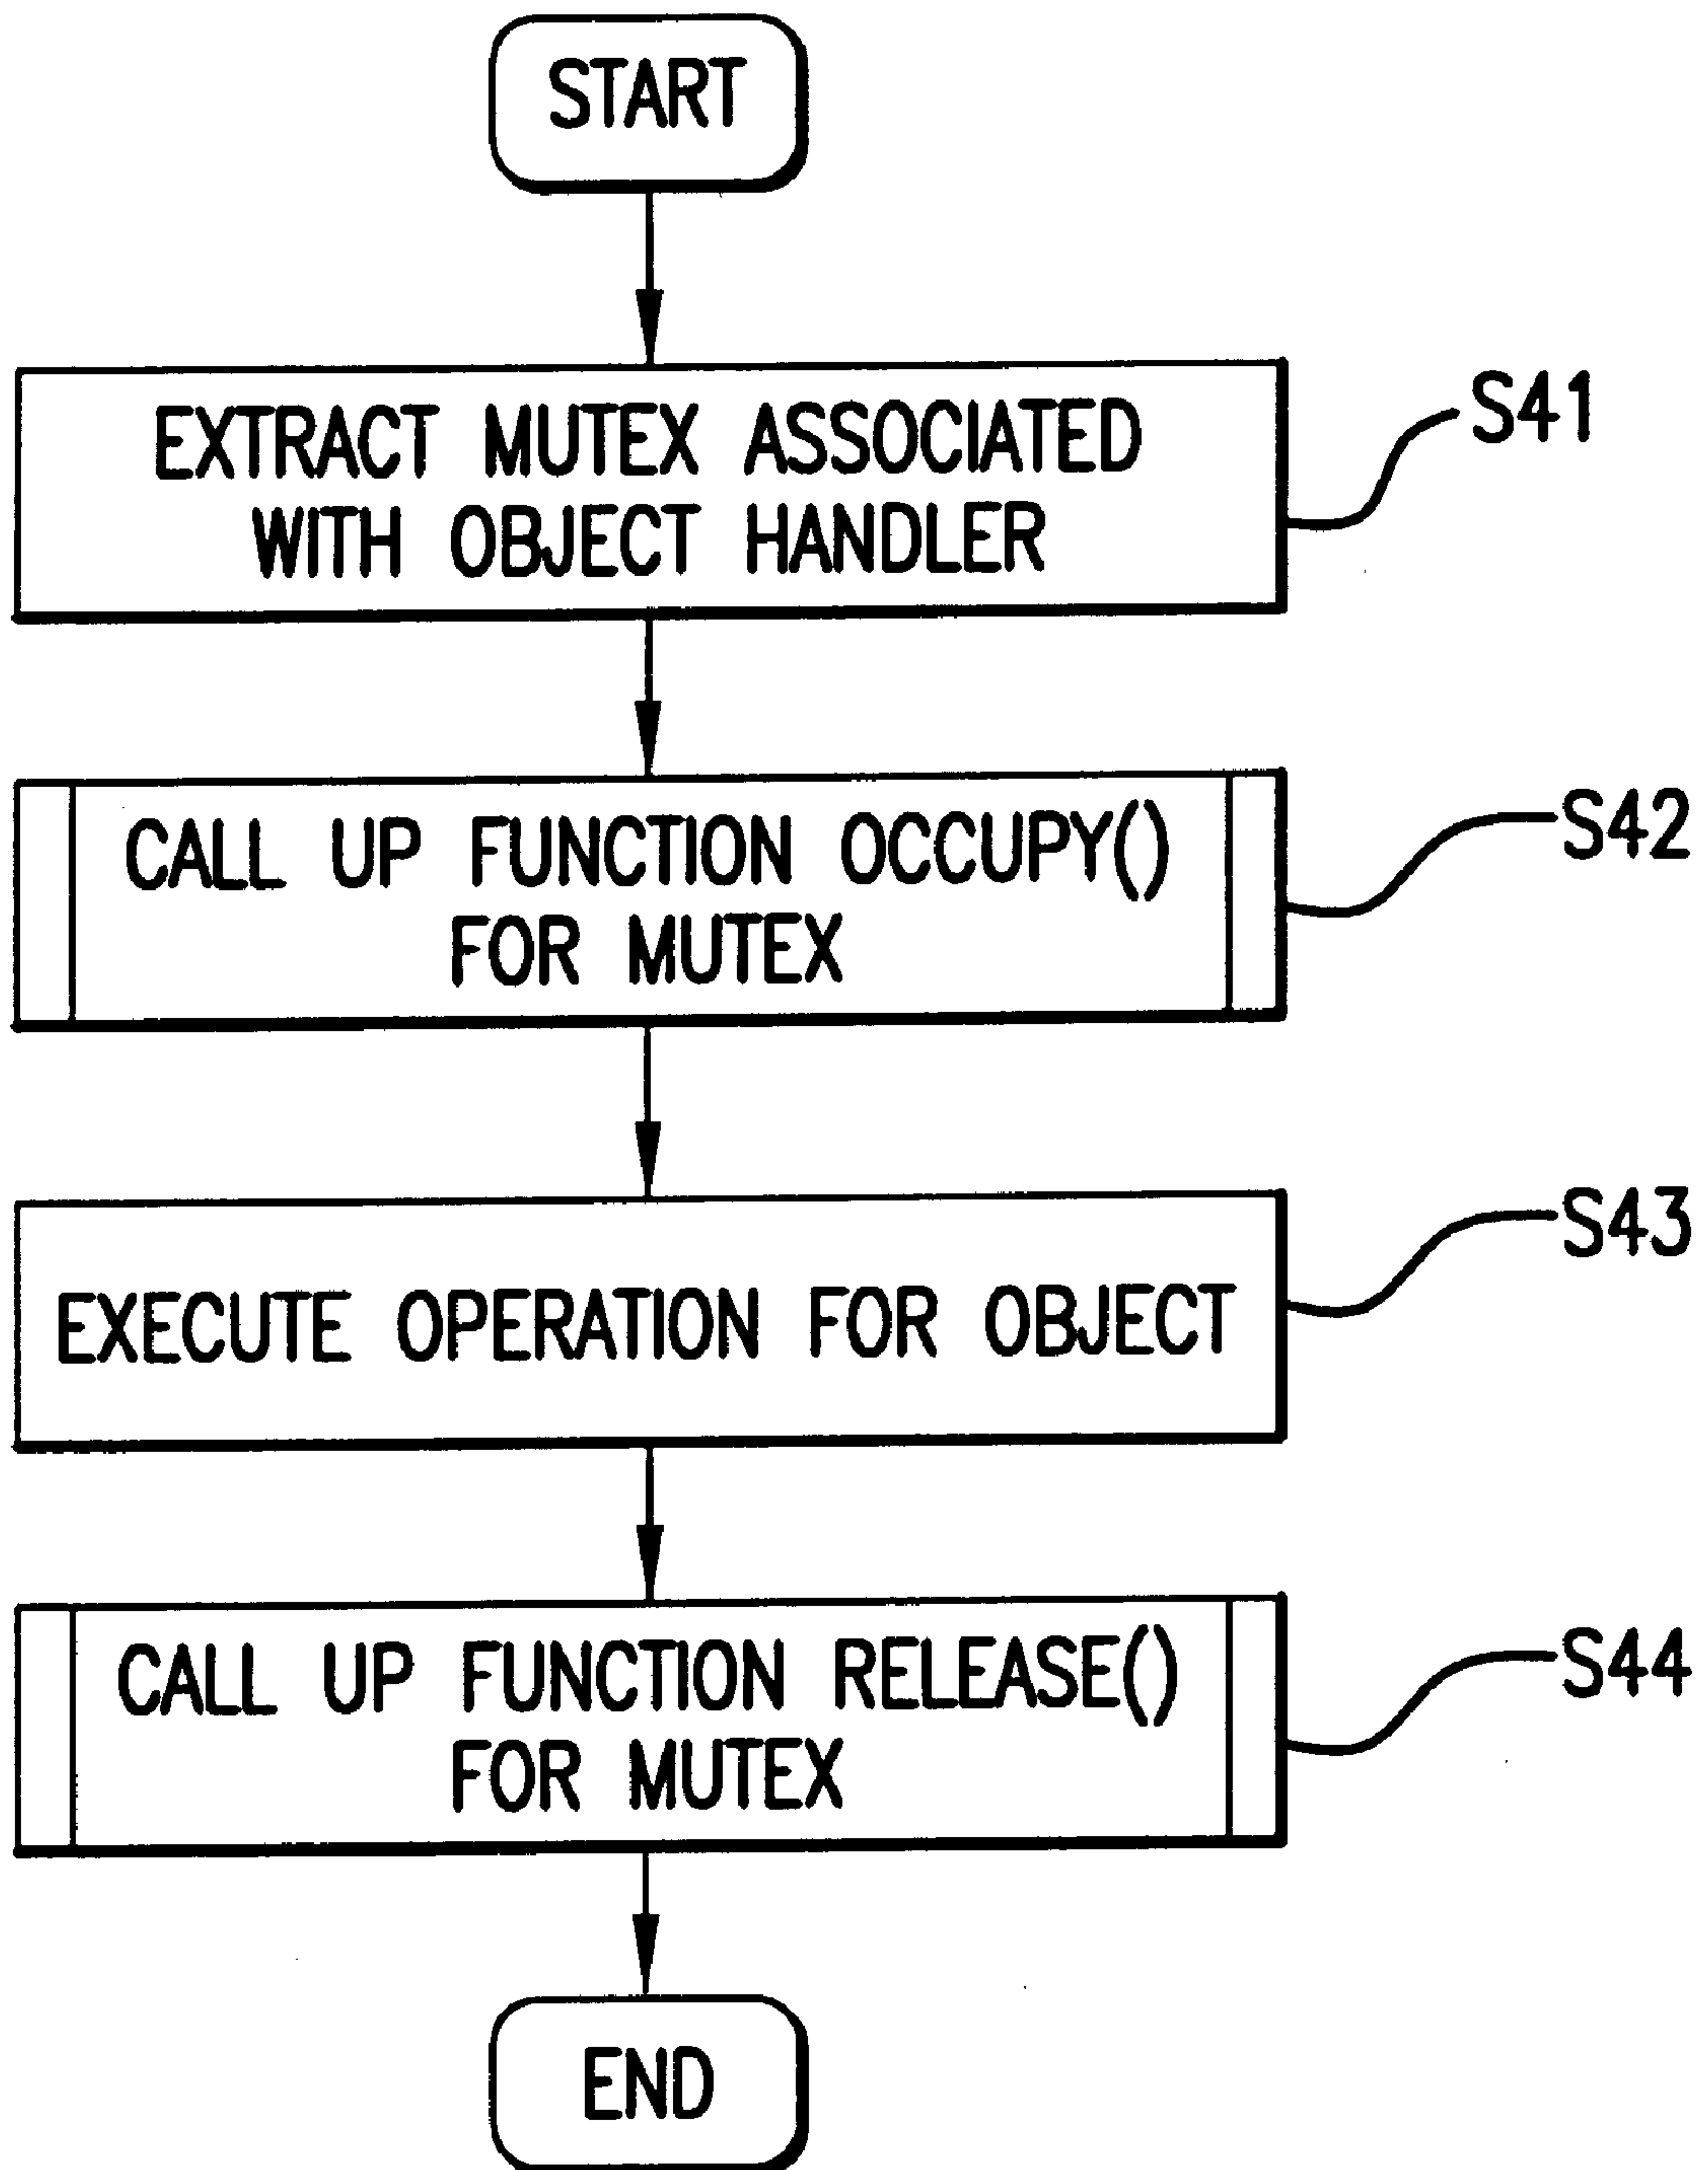 START
EXTRACT MUTEX ASSOCIATED
WITH OBJECT HANDLER
S41
CALL UP FUNCTION OCCUPY()
FOR MUTEX
S42
EXECUTE OPERATION FOR OBJECT
S43
CALL UP FUNCTION RELEASE()
FOR MUTEX
S44
END